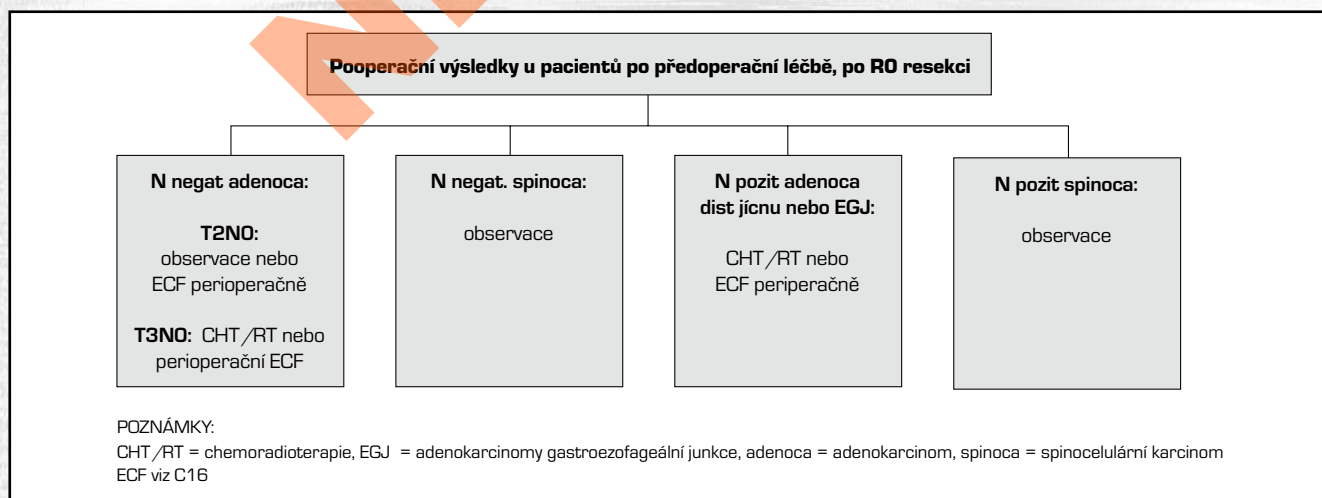 Pooperační výsledky u pacientů po předoperační léčbě, po R0 resekci
N negat adenoca:
T2N0:
observace nebo
ECF perioperačně
T3N0: CHT/RT nebo
perioperační ECF
N negat. spinoca:
observace
N pozit adenoca
dist jícnu nebo EGJ:
CHT/RT nebo
ECF periperačně
N pozit spinoca:
observace
POZNÁMKY:
CHT/RT = chemoradioterapie, EGJ = adenokarcinomy gastroezofageální junkce, adenoca = adenokarcinom, spinoca = spinocelulární karcinom
ECF viz C16